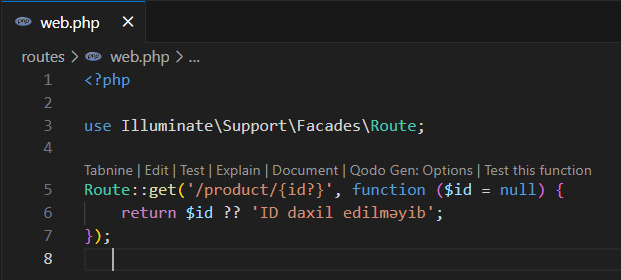 web.php ×
routes > web.php > ...
1 <?php
2
3 use Illuminate\Support\Facades\Route;
4
Tabnine | Edit | Test | Explain | Document | Qodo Gen: Options | Test this function
5 Route::get('/product/{id?}', function ($id = null) {
6     return $id ?? 'ID daxil edilməyib';
7 });
8